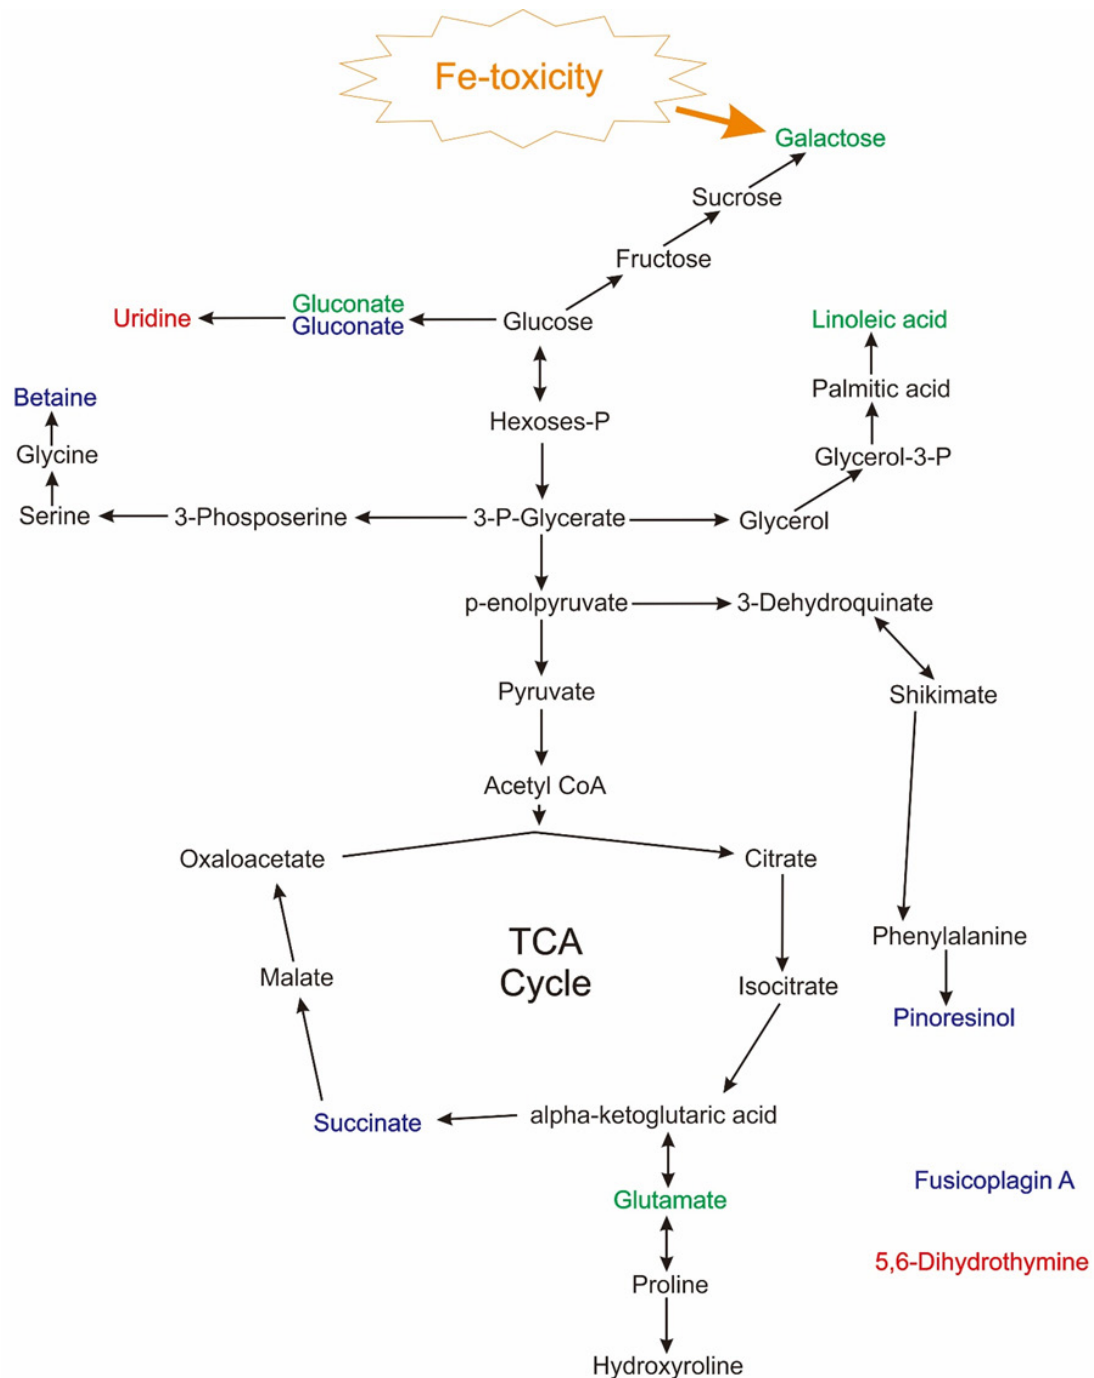 Fe-toxicity
Galactose
Sucrose
Fructose
Uridine
Gluconate
Gluconate
Glucose
Linoleic acid
Betaine
Palmitic acid
Hexoses-P
Glycine
Glycerol-3-P
Serine
3-Phosposerine
3-P-Glycerate
Glycerol
p-enolpyruvate
3-Dehydroquinate
Pyruvate
Shikimate
Acetyl CoA
Oxaloacetate
Citrate
TCA
Cycle
Phenylalanine
Malate
Isocitrate
Pinoresinol
Succinate
alpha-ketoglutaric acid
Fusicoplagin A
Glutamate
5,6-Dihydrothymine
Proline
Hydroxyroline